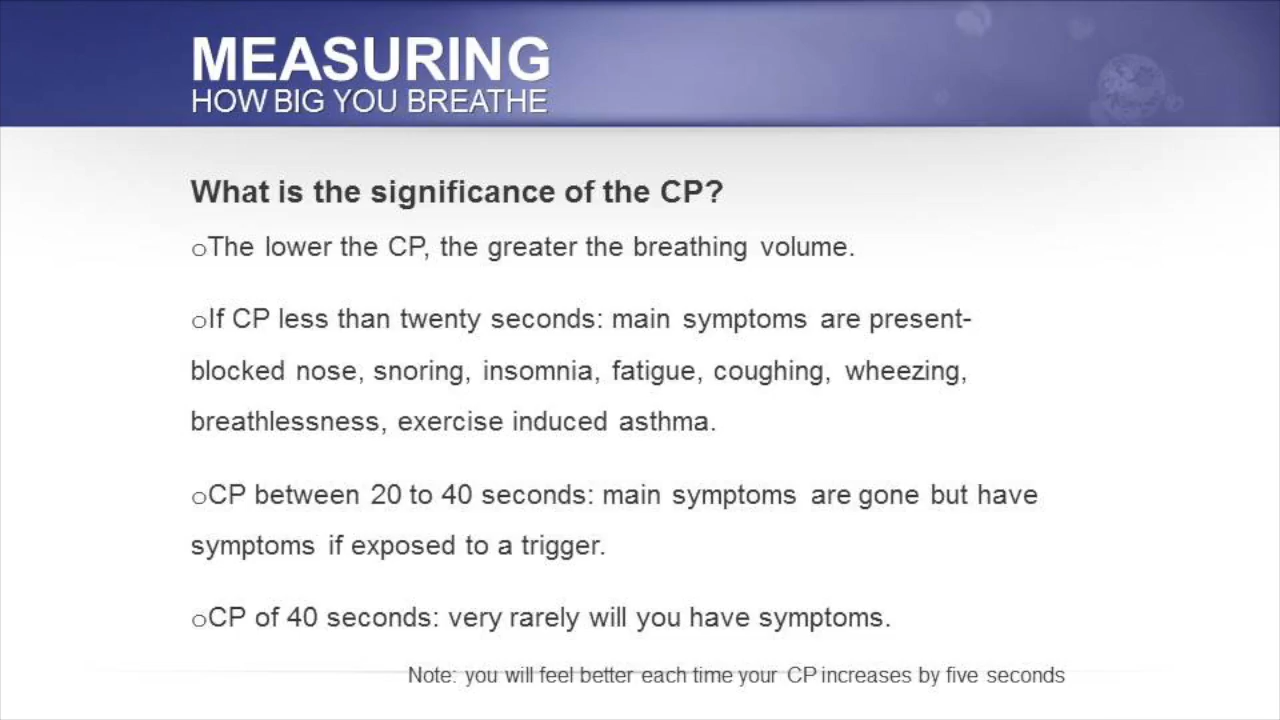 MEASURING
HOW BIG YOU BREATHE
What is the significance of the CP?
oThe lower the CP, the greater the breathing volume.
oIf CP less than twenty seconds: main symptoms are present-
blocked nose, snoring, insomnia, fatigue, coughing, wheezing,
breathlessness, exercise induced asthma.
oCP between 20 to 40 seconds: main symptoms are gone but have
symptoms if exposed to a trigger.
oCP of 40 seconds: very rarely will you have symptoms.
Note: you will feel better each time your CP increases by five seconds